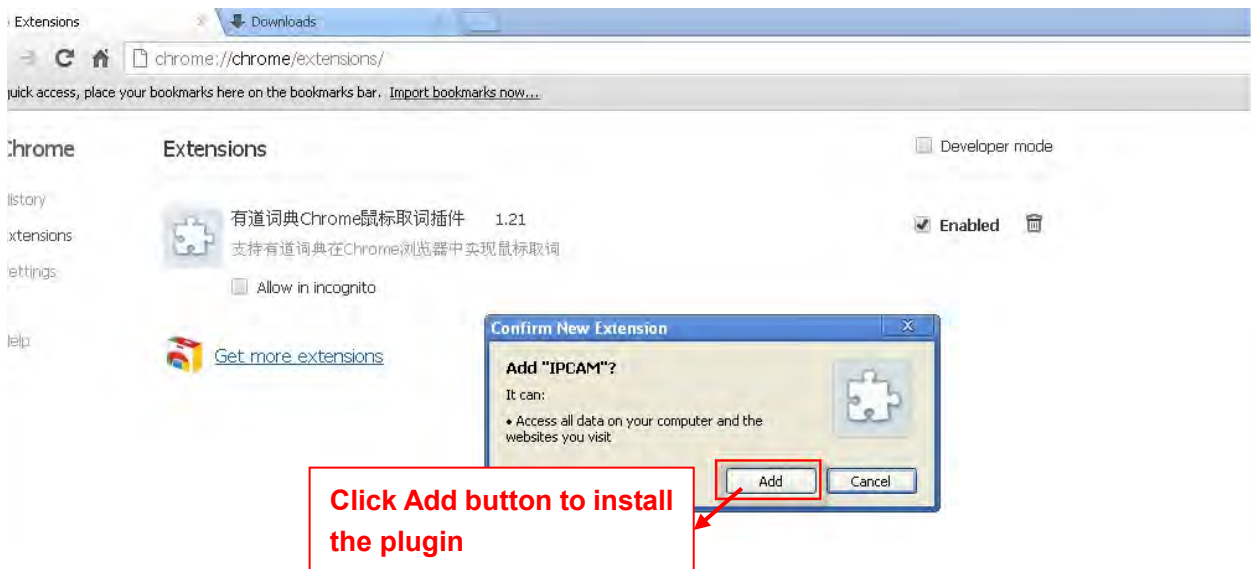 Extensions
Downloads
chrome://chrome/extensions/
quick access, place your bookmarks here on the bookmarks bar. Import bookmarks now...
Chrome
Extensions
Developer mode
History
有道词典Chrome鼠标取词插件 1.21
Enabled
xtensions
支持有道词典在Chrome浏览器中实现鼠标取词
ettings
Allow in incognito
Confirm New Extension
Help
Get more extensions
Add "IPCAM"?
It can:
• Access all data on your computer and the
websites you visit
Add
Cancel
Click Add button to install
the plugin